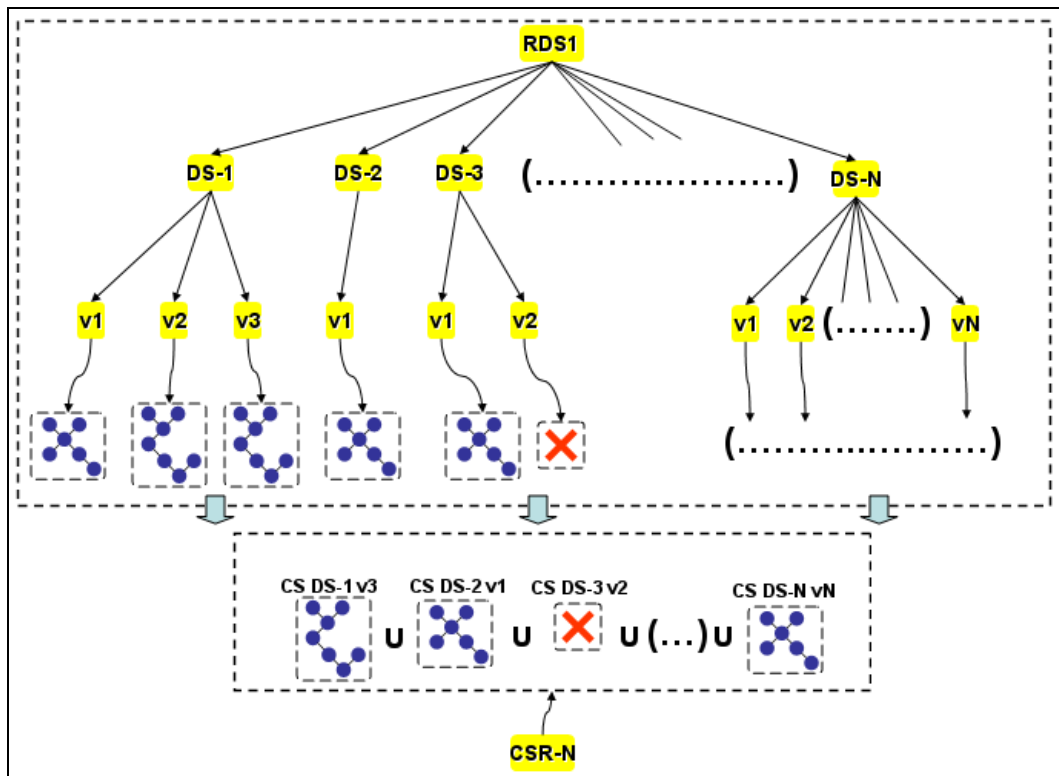 RDS1
DS-1 DS-2 DS-3 (......................) DS-N
v1 v2 v3 v1 v1 v2 v1 v2 (.......) vN
(......................)
CS DS-1 v3 CS DS-2 v1 CS DS-3 v2 CS DS-N vN
U U U (...) U
CSR-N